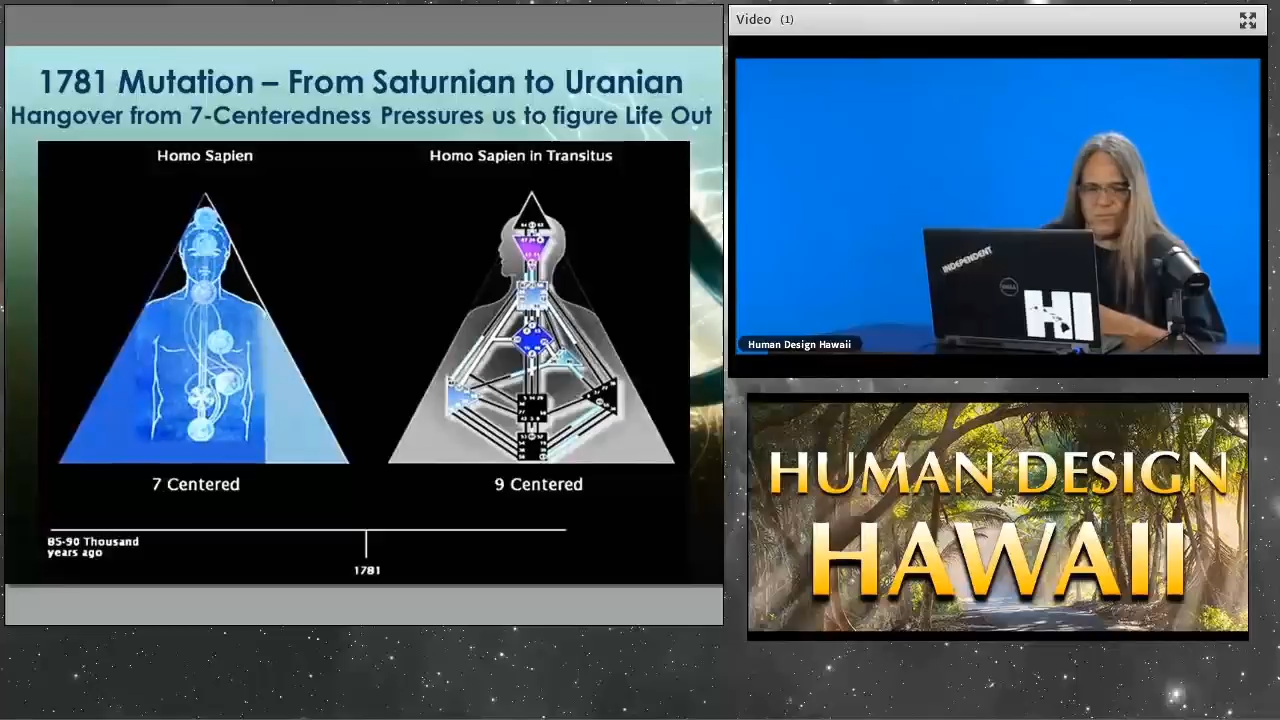 1781 Mutation – From Saturnian to Uranian
Hangover from 7-Centeredness Pressures us to figure Life Out
Homo Sapien
Homo Sapien in Transitus
7 Centered
9 Centered
85-90 Thousand
years ago
1781
Video (1)
INDEPENDENT
DELL
HI
Human Design Hawaii
HUMAN DESIGN
HAWAII